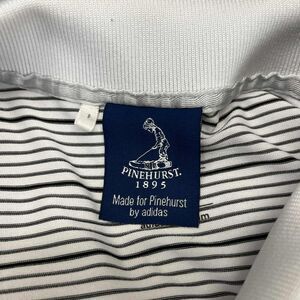 PINEHURST.
1895
Made for Pinehurst
by adidas